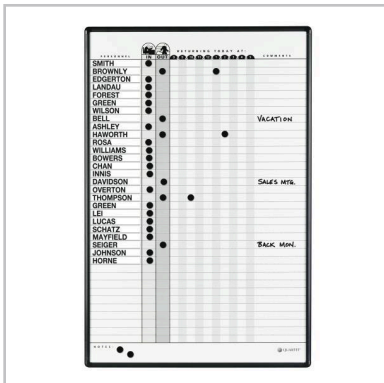 RETURNING TODAY AT:
PERSONNEL IN OUT COMMENTS
SMITH
BROWNLY
EDGERTON
LANDAU
FOREST
GREEN
WILSON
BELL VACATION
ASHLEY
HAWORTH
ROSA
WILLIAMS
BOWERS
CHAN
INNIS
DAVIDSON SALES MTG.
OVERTON
THOMPSON
GREEN
LEI
LUCAS
SCHATZ
MAYFIELD
SEIGER BACK MON.
JOHNSON
HORNE
NOTES
QUARTET